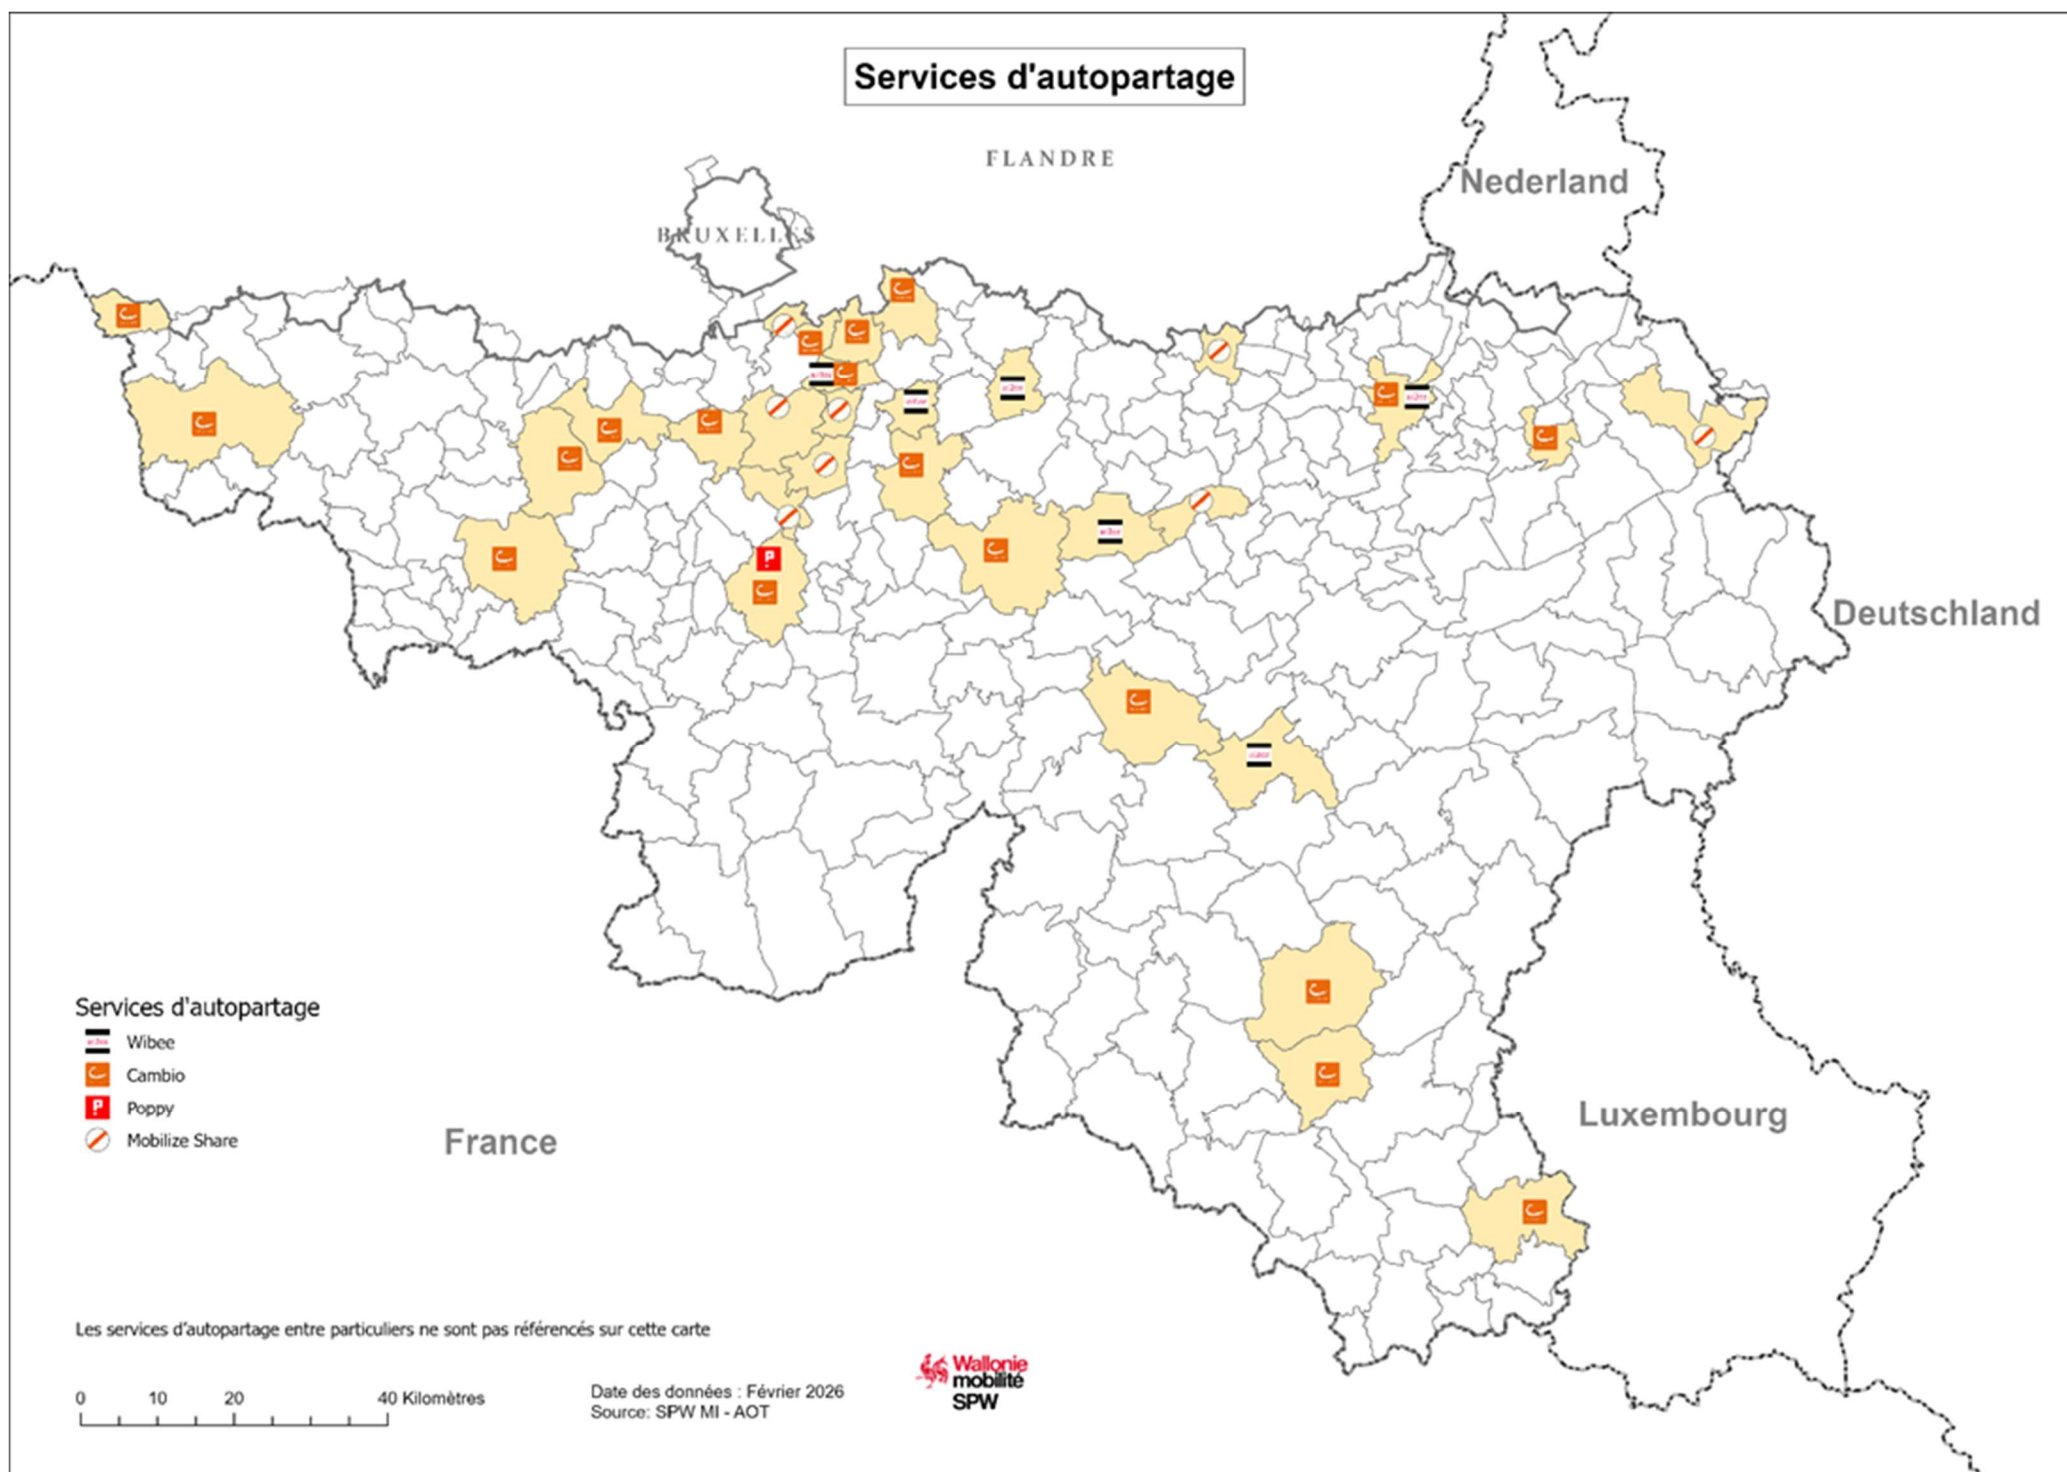 Services d'autopartage
FLANDRE
Nederland
BRUXELLES
Deutschland
Services d'autopartage
Wibee
Cambio
P Poppy
Mobilize Share
France
Luxembourg
P
Les services d'autopartage entre particuliers ne sont pas référencés sur cette carte
0 10 20 40 Kilomètres
Date des données : Février 2026
Source: SPW MI - AOT
Wallonie
mobilité
SPW